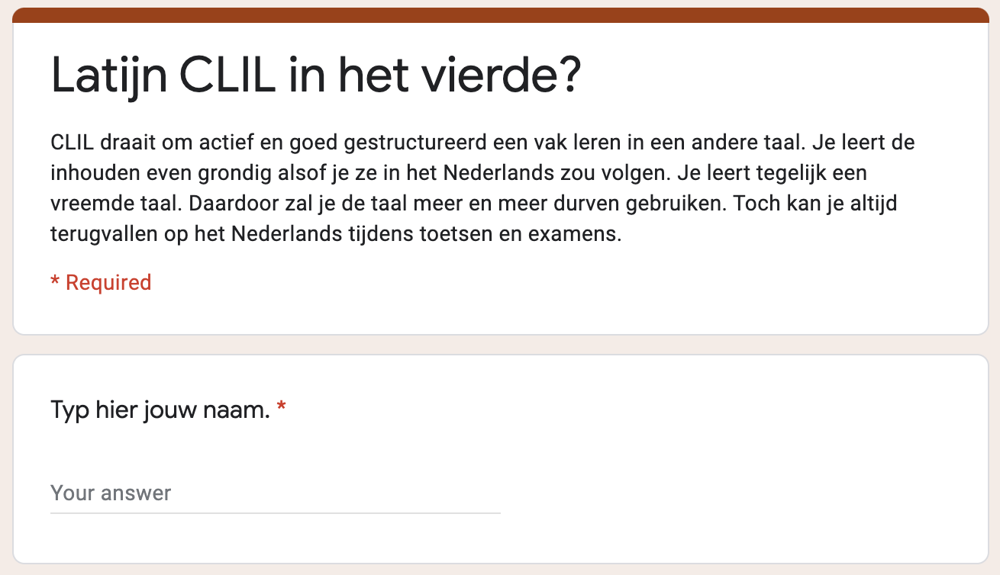 Latijn CLIL in het vierde?
CLIL draait om actief en goed gestructureerd een vak leren in een andere taal. Je leert de
inhouden even grondig alsof je ze in het Nederlands zou volgen. Je leert tegelijk een
vreemde taal. Daardoor zal je de taal meer en meer durven gebruiken. Toch kan je altijd
terugvallen op het Nederlands tijdens toetsen en examens.
* Required
Typ hier jouw naam. *
Your answer